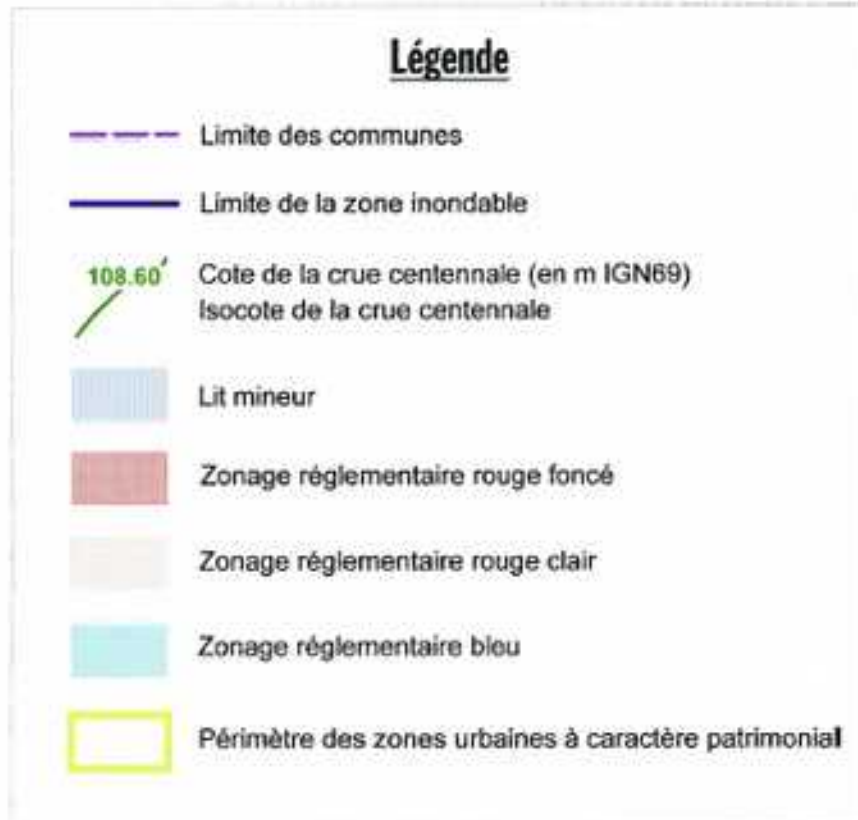 Légende
Limite des communes
Limite de la zone inondable
108.60 Cote de la crue centennale (en m IGN69)
Isocote de la crue centennale
Lit mineur
Zonage réglementaire rouge foncé
Zonage réglementaire rouge clair
Zonage réglementaire bleu
Périmètre des zones urbaines à caractère patrimonial